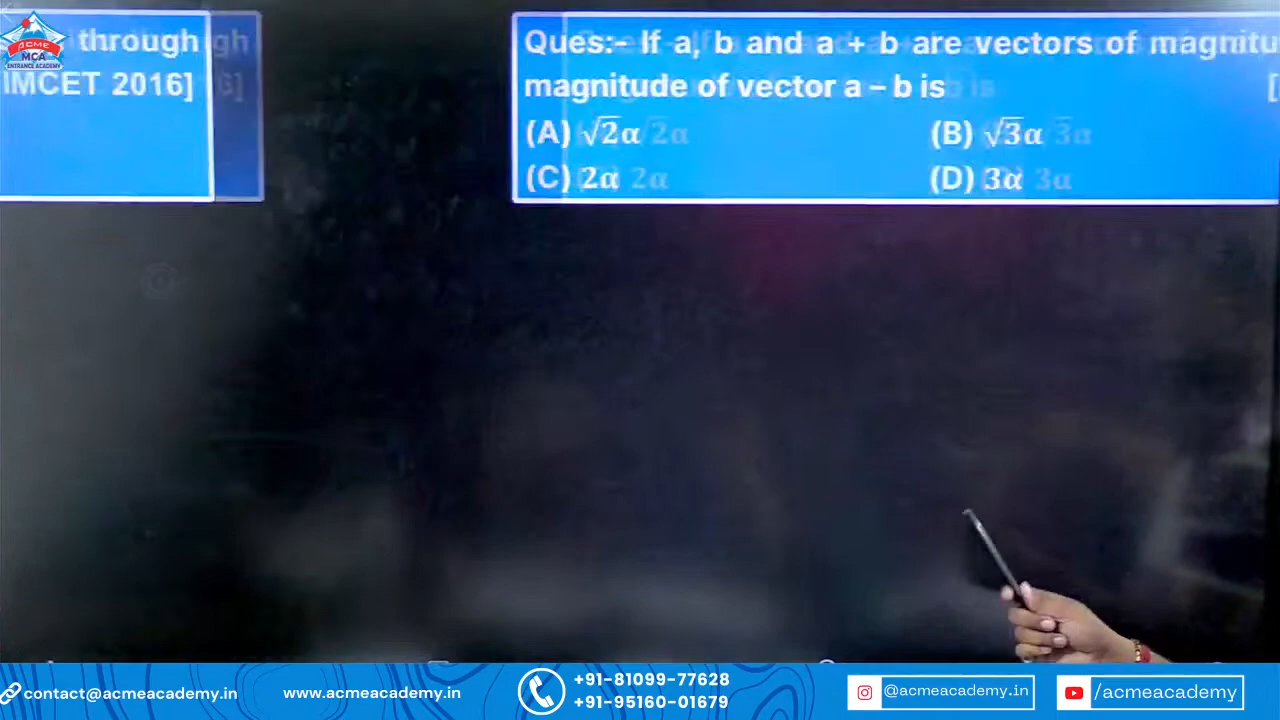 ACME
MCA
ENTRANCE ACADEMY
through
IMCET 2016]
Ques:- If a, b and a + b are vectors of magnitu
magnitude of vector a – b is [
(A) √2α (B) √3α
(C) 2α (D) 3α
contact@acmeacademy.in
www.acmeacademy.in
+91-81099-77628
+91-95160-01679
@acmeacademy.in
/acmeacademy